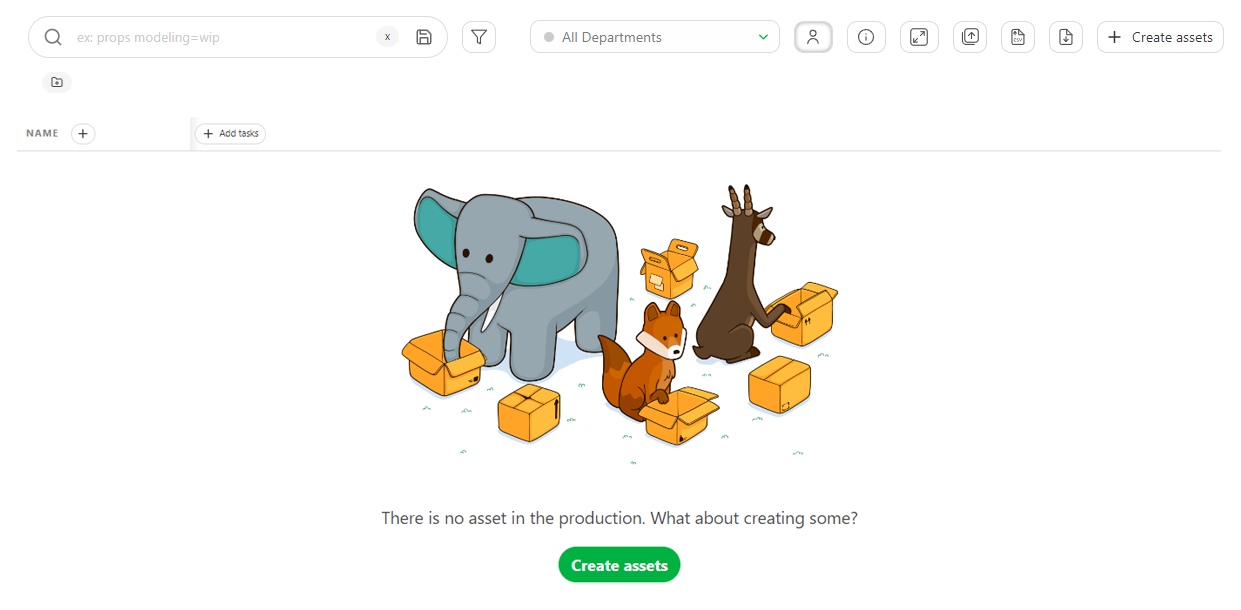 ex: props modeling=wip
x
All Departments
CSV
Create assets
NAME
Add tasks
There is no asset in the production. What about creating some?
Create assets